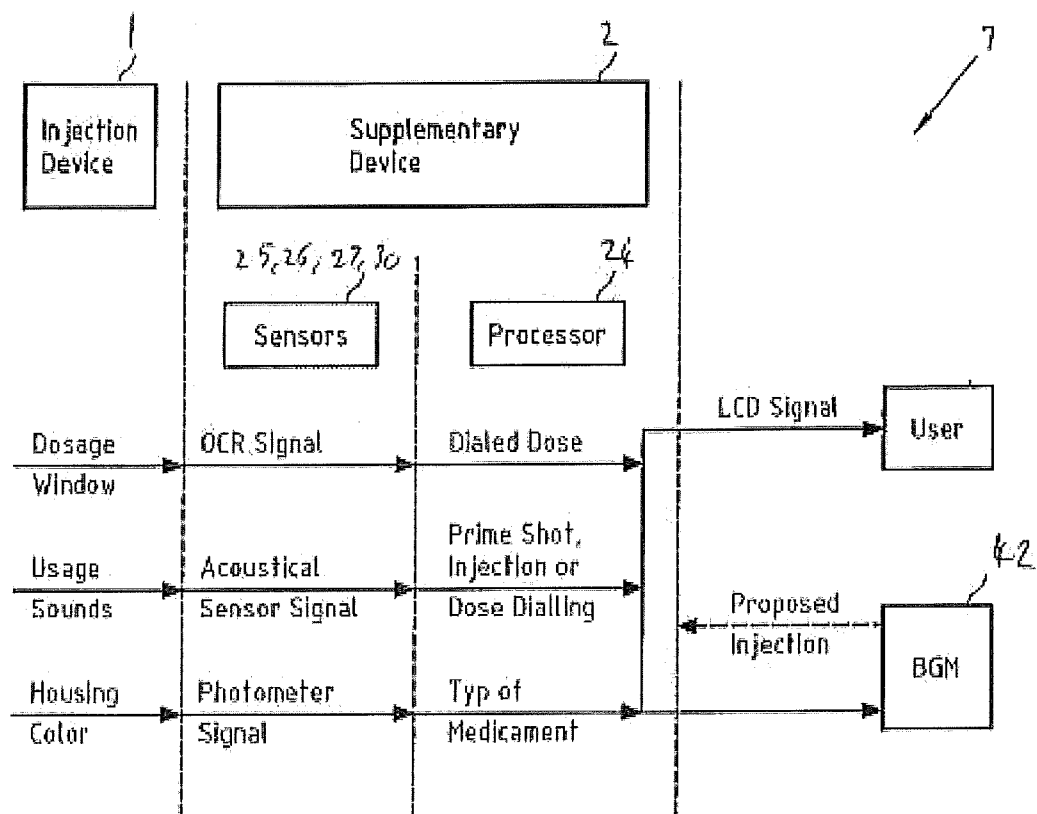 1
2
7
Injection
Device
Supplementary
Device
25, 26, 27, 30
24
Sensors
Processor
LCD Signal
User
Dosage
Window
OCR Signal
Dialed Dose
Usage
Sounds
Acoustical
Sensor Signal
Prime Shot,
Injection or
Dose Dialling
42
Proposed
Injection
BGM
Housing
Color
Photometer
Signal
Typ of
Medicament